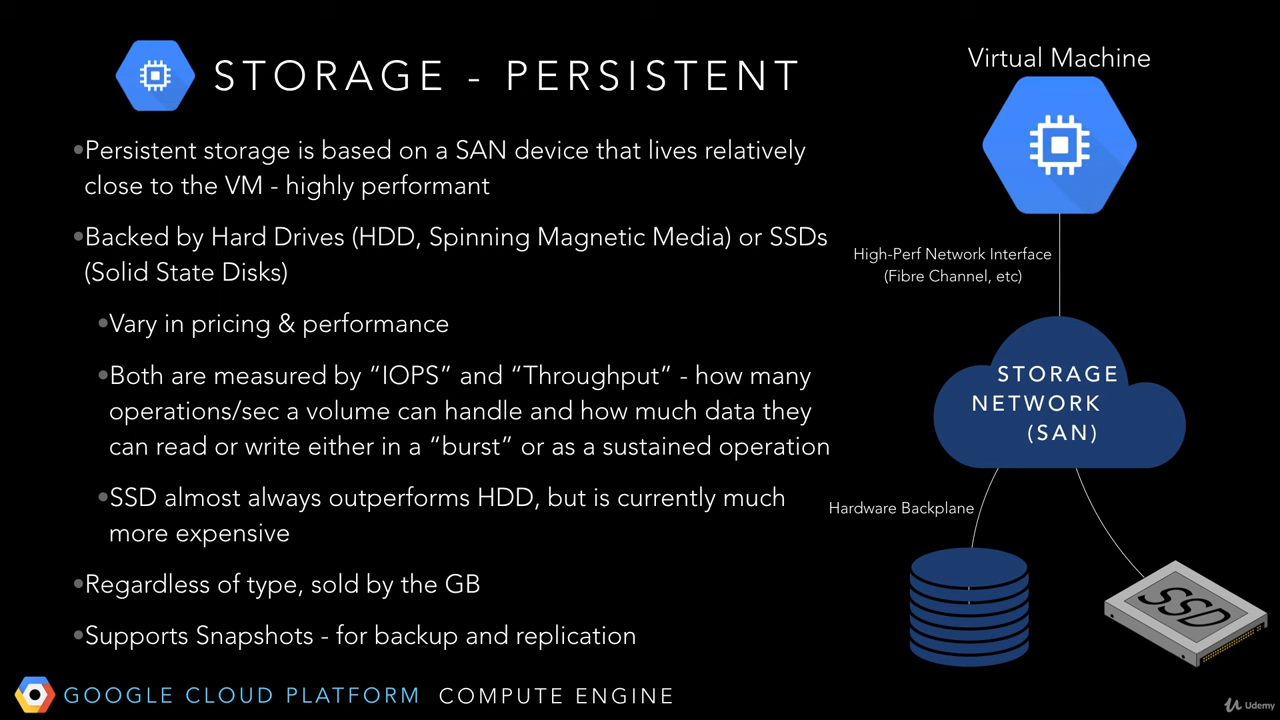 STORAGE - PERSISTENT
•Persistent storage is based on a SAN device that lives relatively
close to the VM - highly performant
•Backed by Hard Drives (HDD, Spinning Magnetic Media) or SSDs
(Solid State Disks)
•Vary in pricing & performance
•Both are measured by “IOPS” and “Throughput” - how many
operations/sec a volume can handle and how much data they
can read or write either in a “burst” or as a sustained operation
•SSD almost always outperforms HDD, but is currently much
more expensive
•Regardless of type, sold by the GB
•Supports Snapshots - for backup and replication
Virtual Machine
High-Perf Network Interface
(Fibre Channel, etc)
STORAGE
NETWORK
(SAN)
Hardware Backplane
SSD
GOOGLE CLOUD PLATFORM COMPUTE ENGINE
Udemy